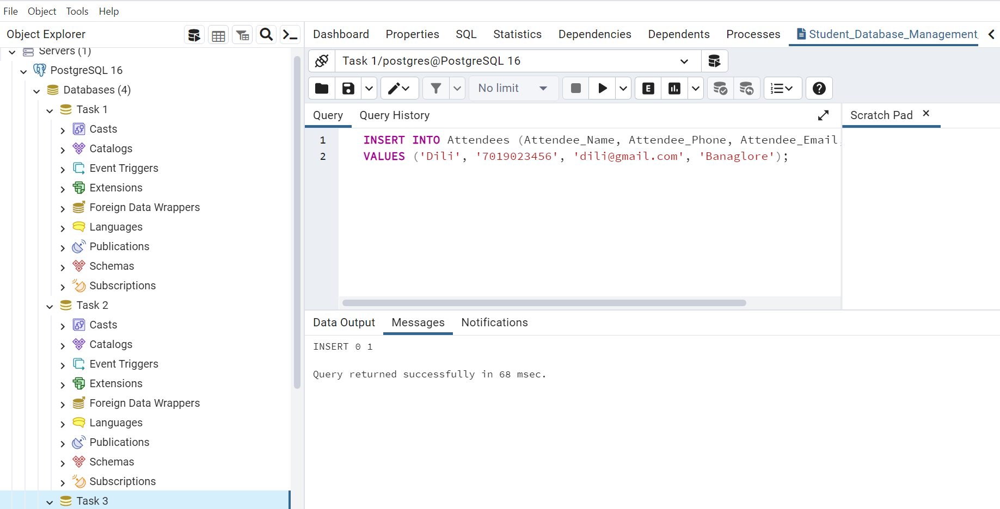 File Object Tools Help
Object Explorer
Servers (1)
PostgreSQL 16
Databases (4)
Task 1
Casts
Catalogs
Event Triggers
Extensions
Foreign Data Wrappers
Languages
Publications
Schemas
Subscriptions
Task 2
Casts
Catalogs
Event Triggers
Extensions
Foreign Data Wrappers
Languages
Publications
Schemas
Subscriptions
Task 3
Dashboard Properties SQL Statistics Dependencies Dependents Processes Student_Database_Management
Task 1/postgres@PostgreSQL 16
No limit
Query Query History
Scratch Pad
1 INSERT INTO Attendees (Attendee_Name, Attendee_Phone, Attendee_Email
2 VALUES ('Dili', '7019023456', 'dili@gmail.com', 'Banaglore');
Data Output Messages Notifications
INSERT 0 1
Query returned successfully in 68 msec.